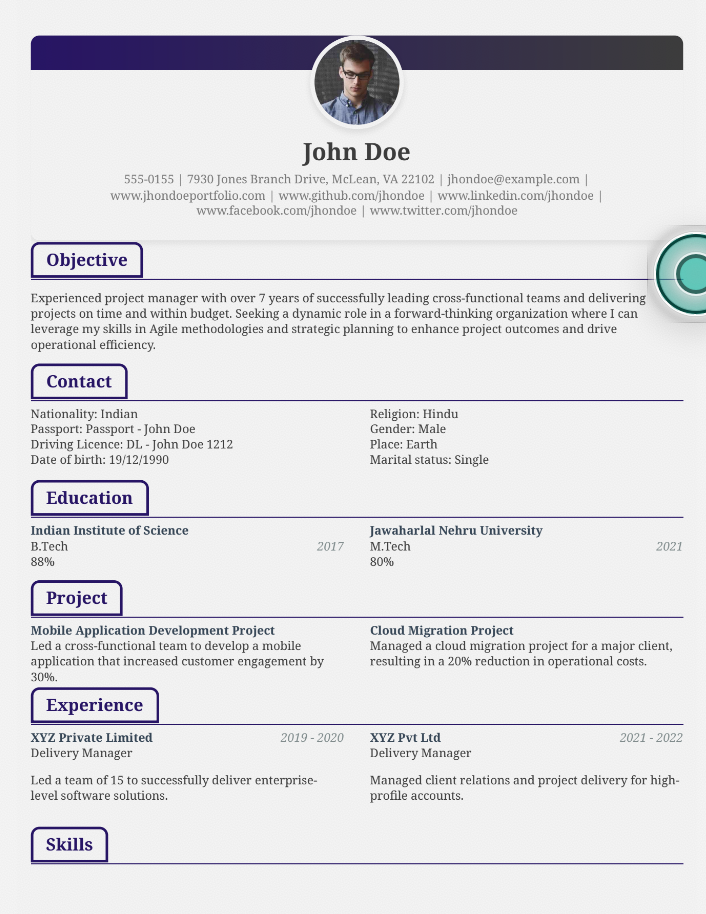 John Doe
555-0155 | 7930 Jones Branch Drive, McLean, VA 22102 | jhondoe@example.com |
www.jhondoeportfolio.com | www.github.com/jhondoe | www.linkedin.com/jhondoe |
www.facebook.com/jhondoe | www.twitter.com/jhondoe
Objective
Experienced project manager with over 7 years of successfully leading cross-functional teams and delivering
projects on time and within budget. Seeking a dynamic role in a forward-thinking organization where I can
leverage my skills in Agile methodologies and strategic planning to enhance project outcomes and drive
operational efficiency.
Contact
Nationality: Indian
Passport: Passport - John Doe
Driving Licence: DL - John Doe 1212
Date of birth: 19/12/1990
Religion: Hindu
Gender: Male
Place: Earth
Marital status: Single
Education
Indian Institute of Science
B.Tech 2017
88%
Jawaharlal Nehru University
M.Tech 2021
80%
Project
Mobile Application Development Project
Led a cross-functional team to develop a mobile
application that increased customer engagement by
30%.
Cloud Migration Project
Managed a cloud migration project for a major client,
resulting in a 20% reduction in operational costs.
Experience
XYZ Private Limited 2019 - 2020
Delivery Manager
Led a team of 15 to successfully deliver enterprise-
level software solutions.
XYZ Pvt Ltd 2021 - 2022
Delivery Manager
Managed client relations and project delivery for high-
profile accounts.
Skills